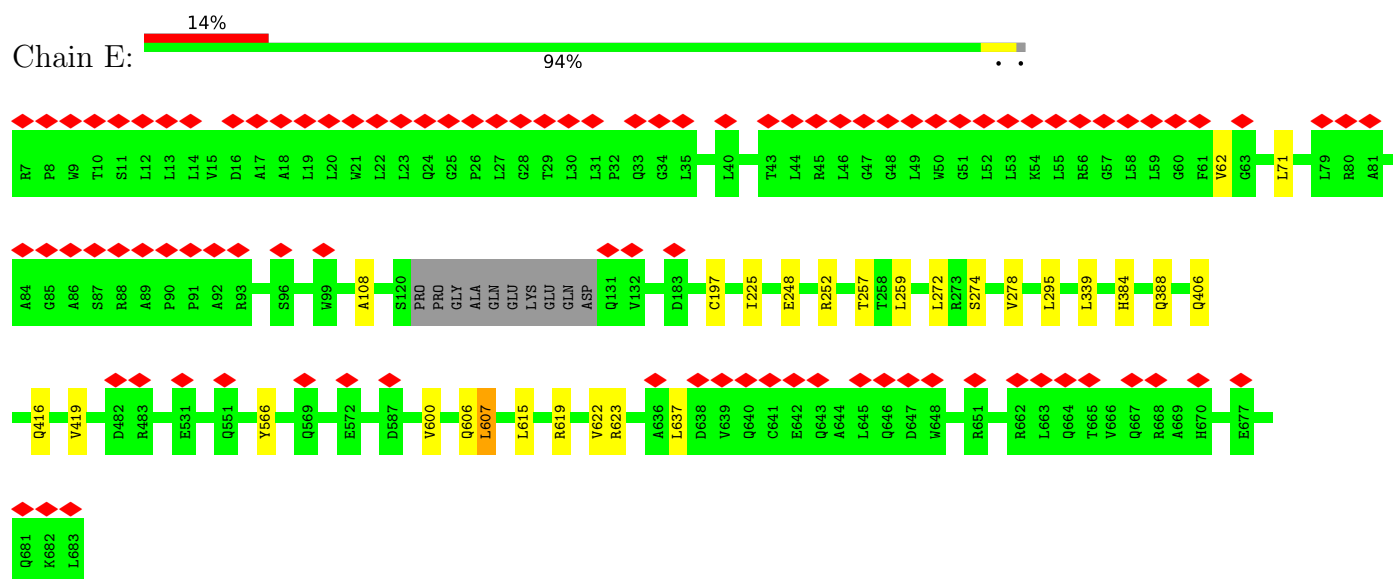 14%
Chain E:
94%
• •
R7 P8 W9 T10 S11 L12 L13 L14 V15 D16 A17 A18 L19 L20 W21 L22 L23 Q24 G25 P26 L27 G28 T29 L30 L31 P32 Q33 G34 L35 L40 T43 L44 R45 L46 G47 G48 L49 W50 G51 L52 L53 K54 L55 R56 G57 L58 L59 G60 F61 V62 G63 L71 L79 R80 A81
A84 G85 A86 S87 R88 A89 P90 P91 A92 R93 S96 W99 A108 S120 PRO PRO GLY ALA GLN GLU LYS GLU GLN ASP Q131 V132 D183 C197 I225 E248 R252 T257 T258 L259 L272 R273 S274 V278 L295 L339 H384 Q388 Q406
Q416 V419 D482 R483 E531 Q551 Y566 Q569 E572 D587 V600 Q606 L607 L615 R619 V622 R623 A636 L637 D638 V639 Q640 C641 E642 Q643 A644 L645 Q646 D647 W648 R651 R662 L663 Q664 T665 V666 Q667 R668 A669 H670 E677
Q681 K682 L683